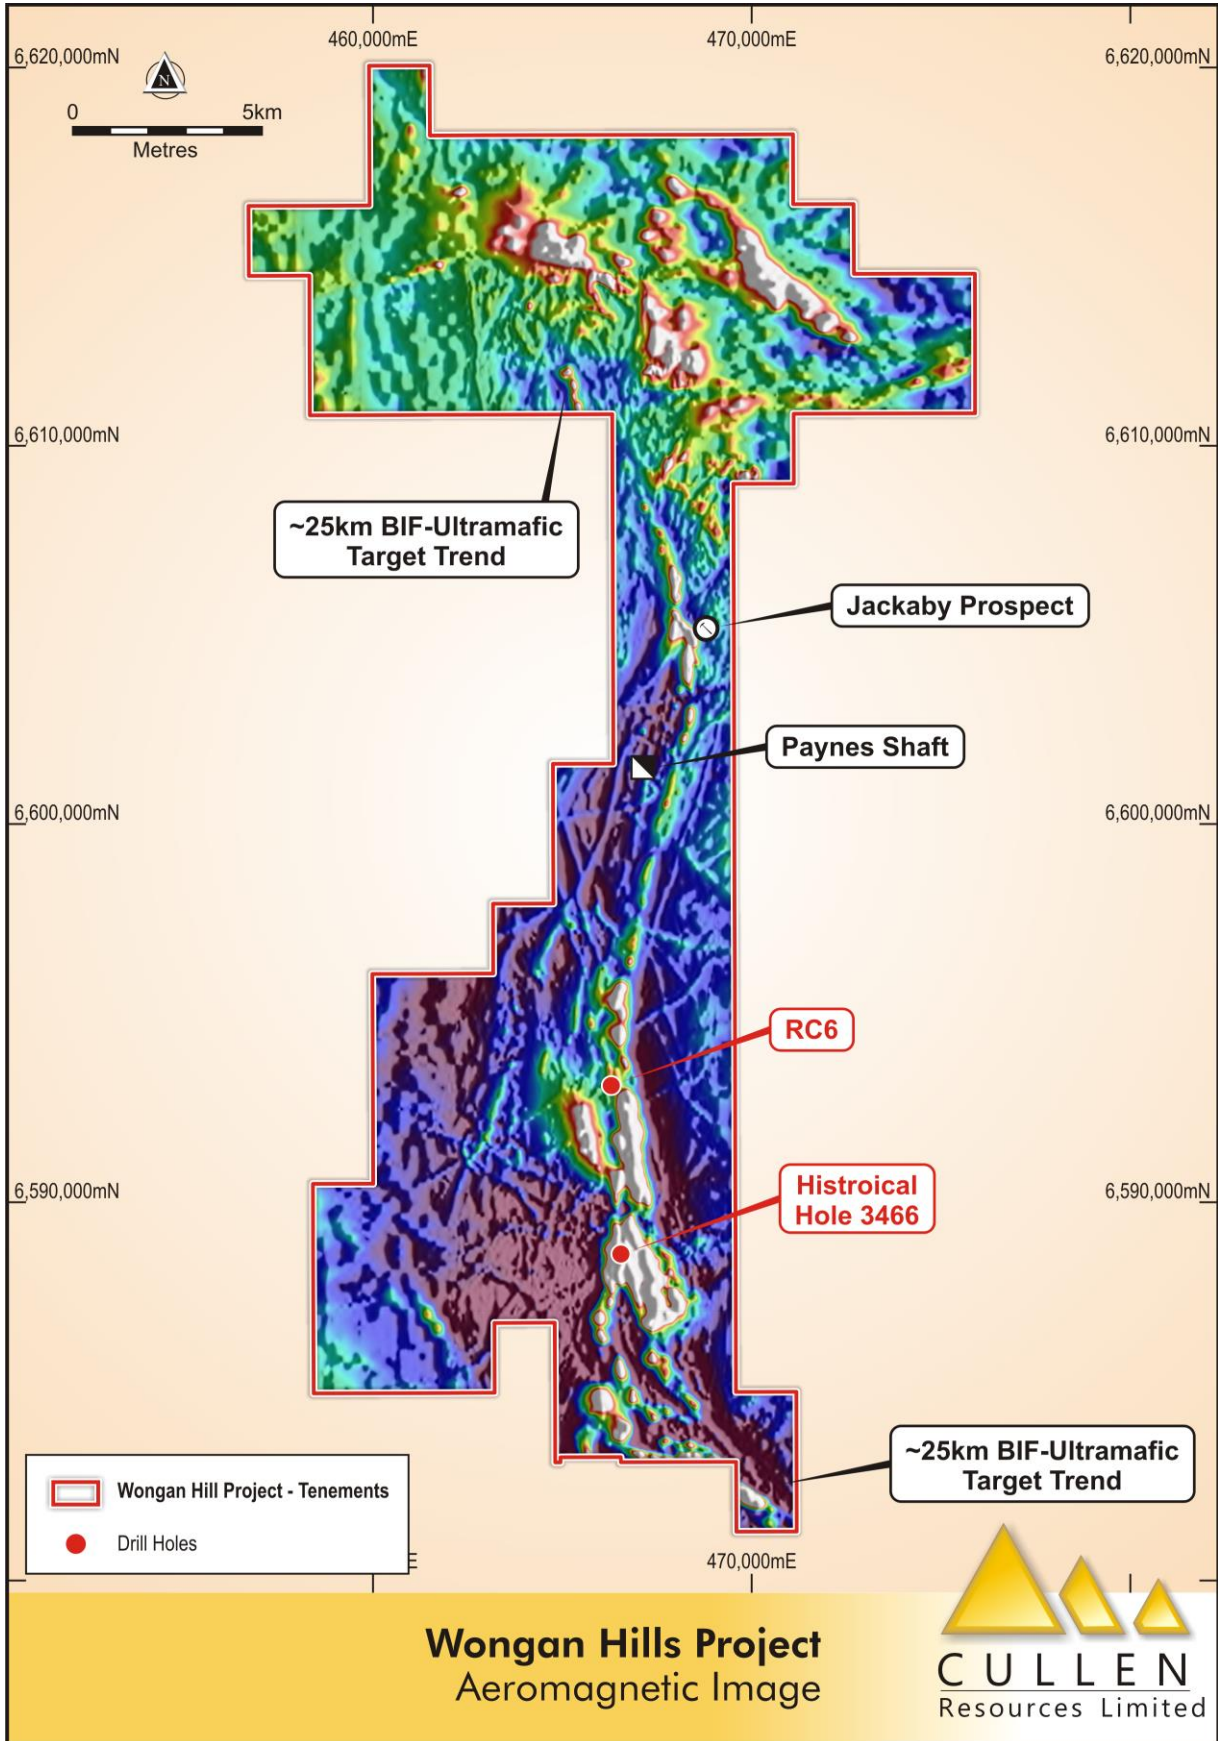 460,000mE
470,000mE
6,620,000mN
6,620,000mN
N
0
5km
Metres
6,610,000mN
6,610,000mN
~25km BIF-Ultramafic
Target Trend
Jackaby Prospect
Paynes Shaft
6,600,000mN
6,600,000mN
RC6
6,590,000mN
6,590,000mN
Histroical
Hole 3466
~25km BIF-Ultramafic
Target Trend
Wongan Hill Project - Tenements
Drill Holes
E
470,000mE
Wongan Hills Project
Aeromagnetic Image
CULLEN
Resources Limited